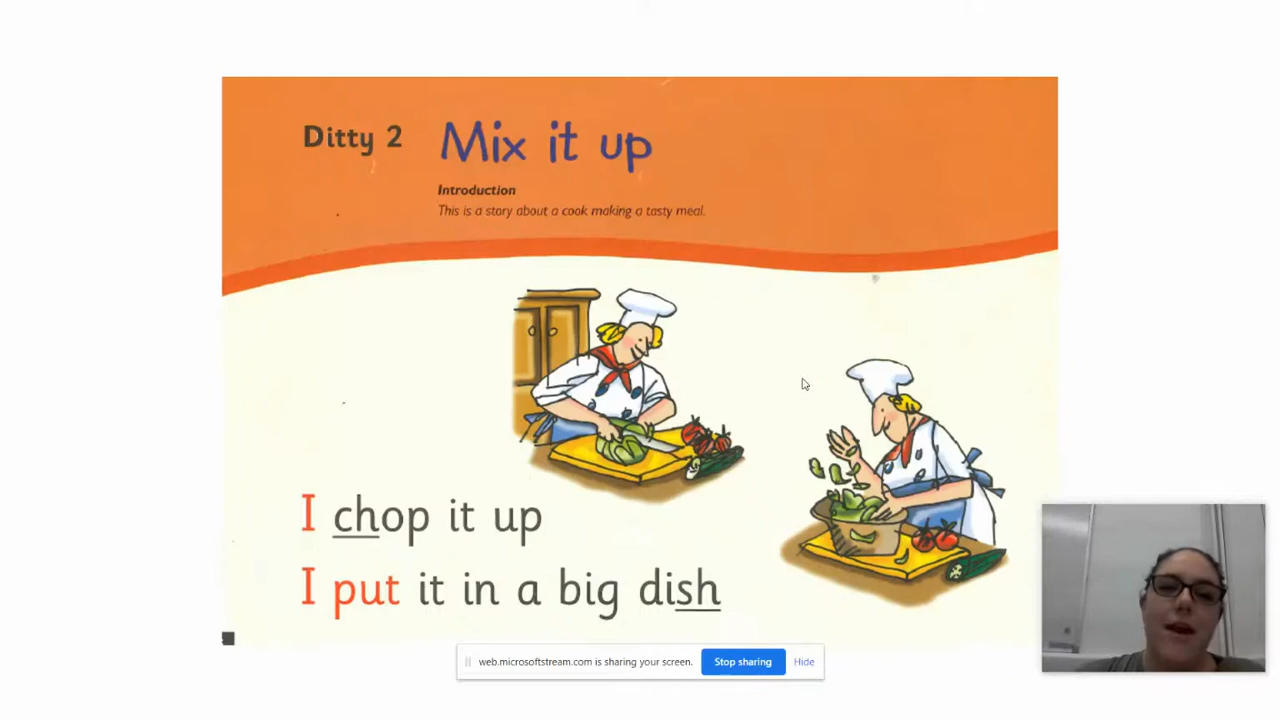 Ditty 2 Mix it up
Introduction
This is a story about a cook making a tasty meal.
I chop it up
I put it in a big dish
web.microsoftstream.com is sharing your screen. Stop sharing Hide